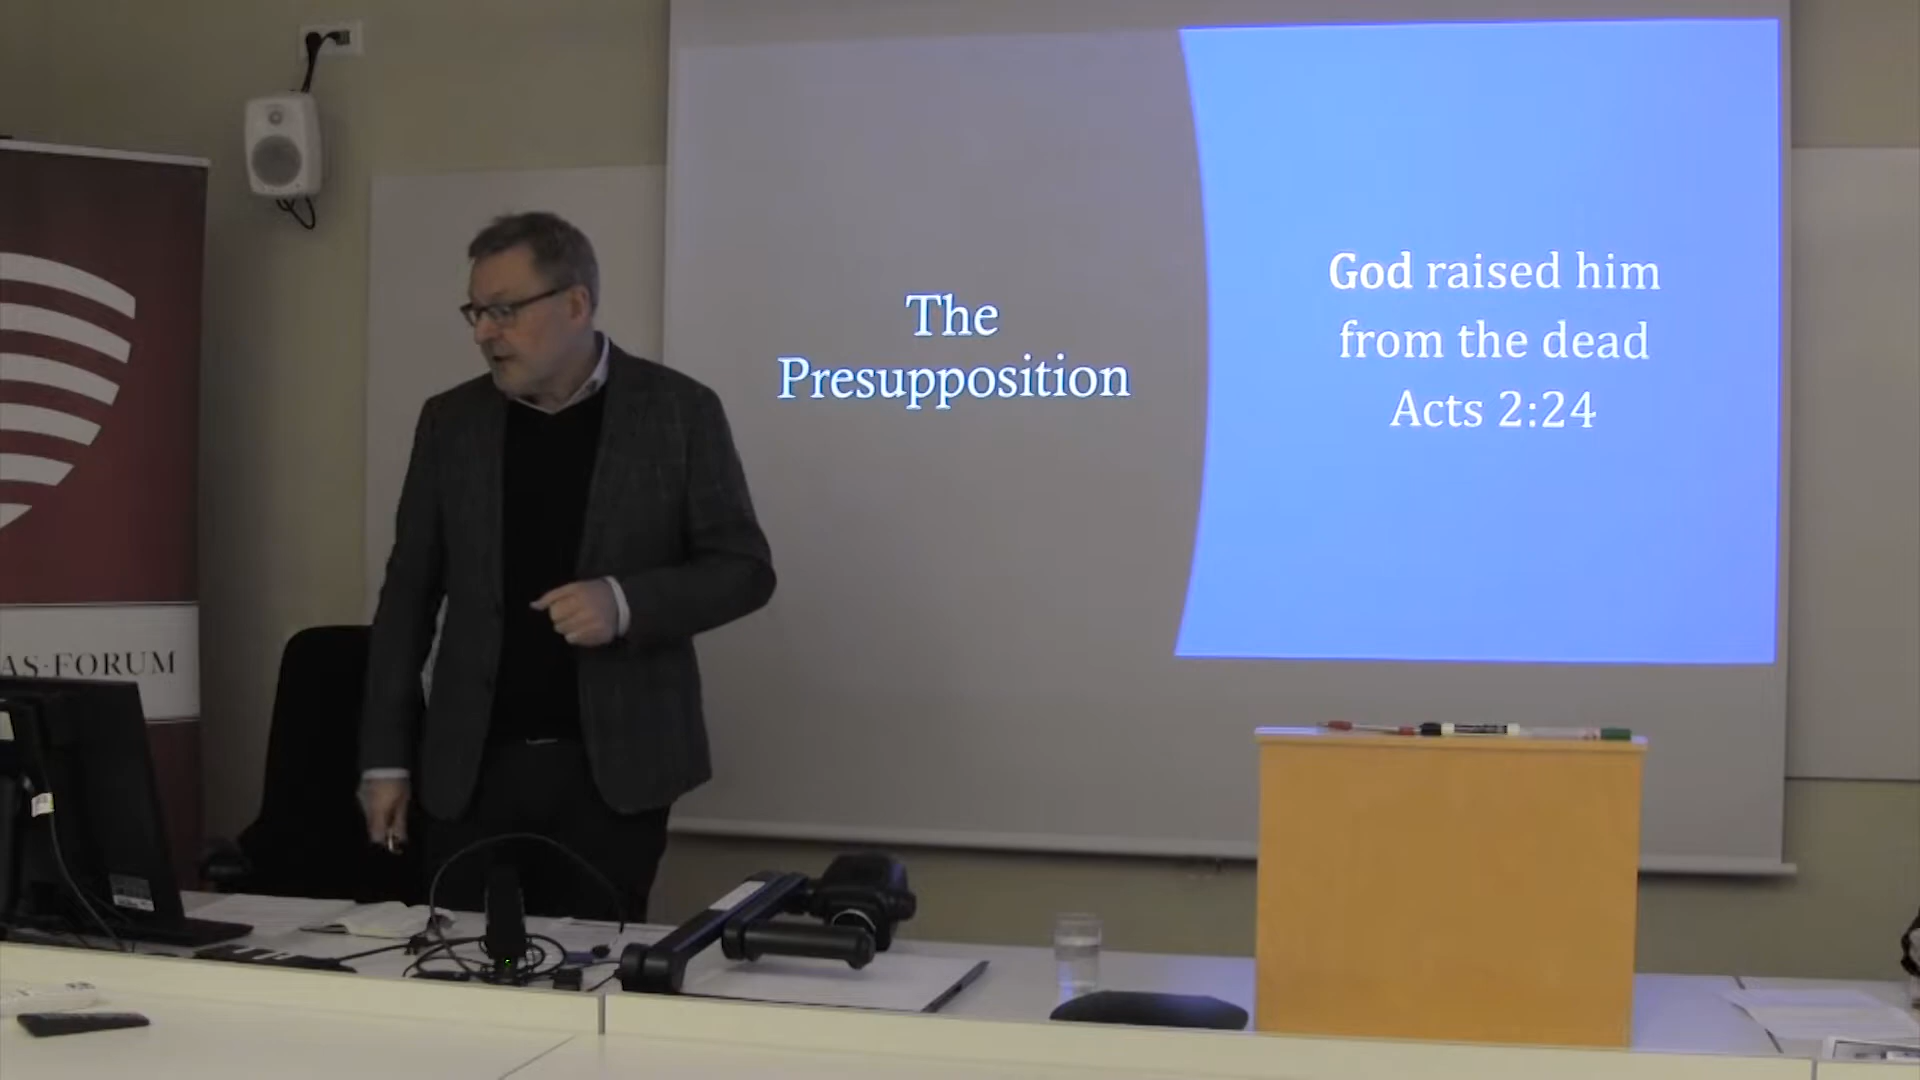 The
Presupposition
God raised him
from the dead
Acts 2:24
AS-FORUM